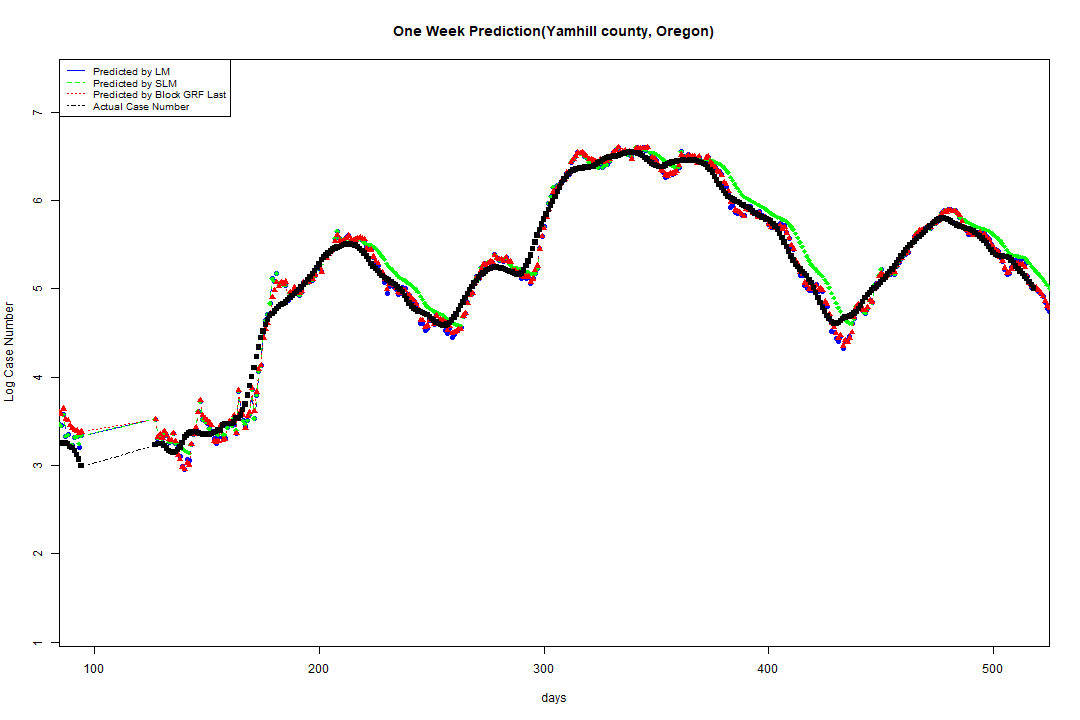 One Week Prediction(Yamhill county, Oregon)
Predicted by LM
Predicted by SLM
Predicted by Block GRF Last
Actual Case Number
7
6
5
4
3
2
1
Log Case Number
100 200 300 400 500
days